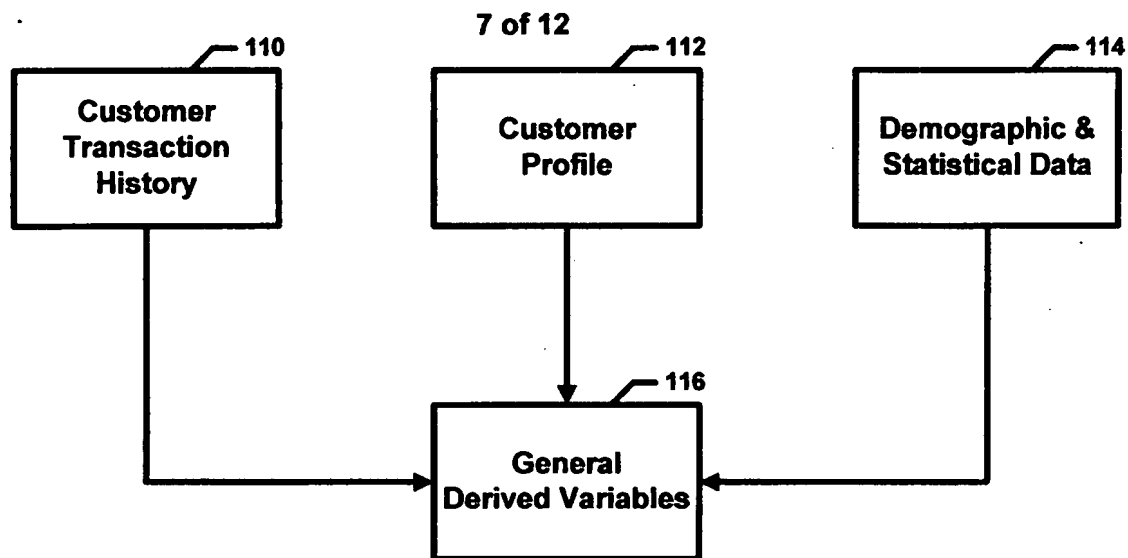 7 of 12
110
112
114
Customer
Transaction
History
Customer
Profile
Demographic &
Statistical Data
116
General
Derived Variables